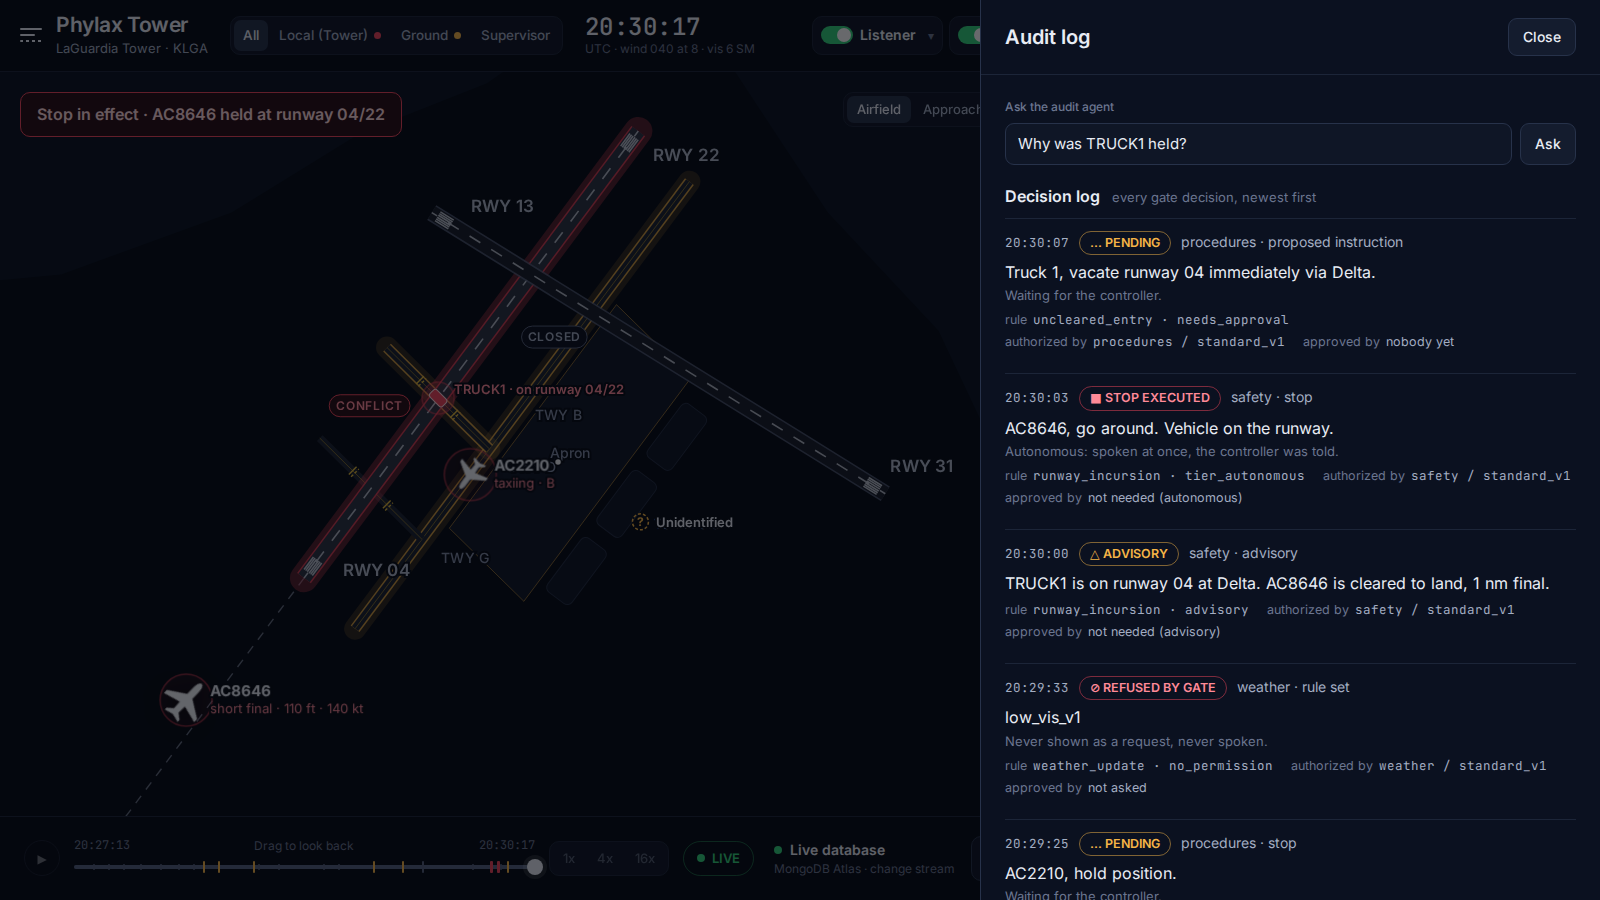 Phylax Tower
LaGuardia Tower · KLGA
All Local (Tower) Ground Supervisor
20:30:17
UTC · wind 040 at 8 · vis 6 SM
Listener
Stop in effect · AC8646 held at runway 04/22
Airfield Approach
RWY 22
RWY 13
CLOSED
TRUCK1 · on runway 04/22
CONFLICT
TWY B
Apron
AC2210
taxiing · B
RWY 31
? Unidentified
TWY G
RWY 04
AC8646
short final · 110 ft · 140 kt
20:27:13 Drag to look back 20:30:17
1x 4x 16x
LIVE
Live database
MongoDB Atlas · change stream
Audit log
Close
Ask the audit agent
Why was TRUCK1 held?
Ask
Decision log every gate decision, newest first
20:30:07 … PENDING procedures · proposed instruction
Truck 1, vacate runway 04 immediately via Delta.
Waiting for the controller.
rule uncleared_entry · needs_approval
authorized by procedures / standard_v1 approved by nobody yet
20:30:03 ■ STOP EXECUTED safety · stop
AC8646, go around. Vehicle on the runway.
Autonomous: spoken at once, the controller was told.
rule runway_incursion · tier_autonomous authorized by safety / standard_v1
approved by not needed (autonomous)
20:30:00 △ ADVISORY safety · advisory
TRUCK1 is on runway 04 at Delta. AC8646 is cleared to land, 1 nm final.
rule runway_incursion · advisory authorized by safety / standard_v1
approved by not needed (advisory)
20:29:33 ⊘ REFUSED BY GATE weather · rule set
low_vis_v1
Never shown as a request, never spoken.
rule weather_update · no_permission authorized by weather / standard_v1
approved by not asked
20:29:25 … PENDING procedures · stop
AC2210, hold position.
Waiting for the controller.